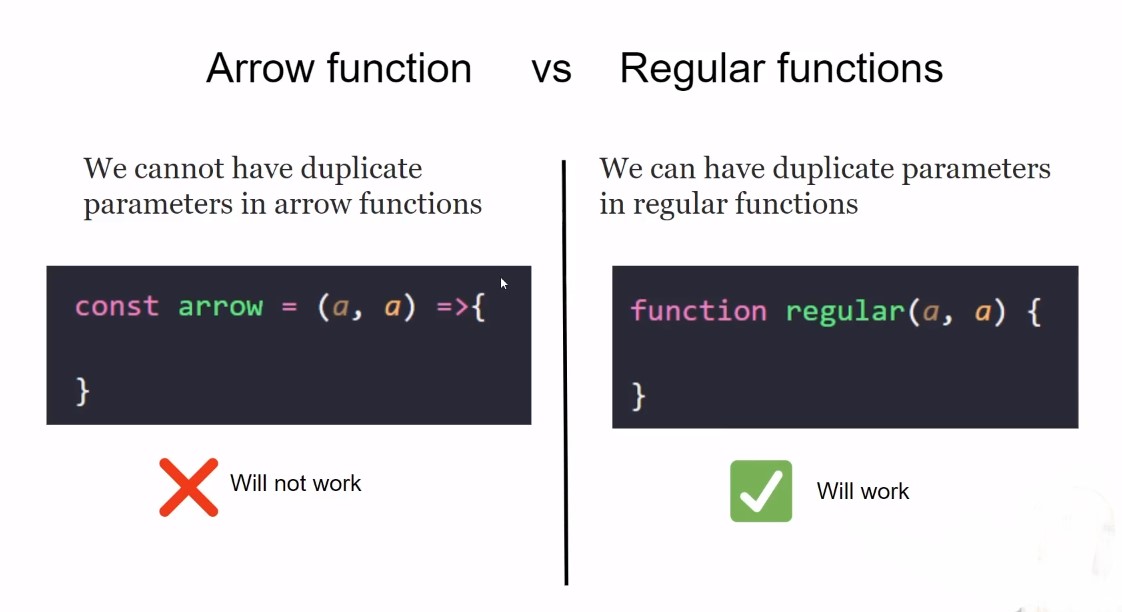 Arrow function vs Regular functions
We cannot have duplicate
parameters in arrow functions
const arrow = (a, a) =>{
}
Will not work
We can have duplicate parameters
in regular functions
function regular(a, a) {
}
Will work